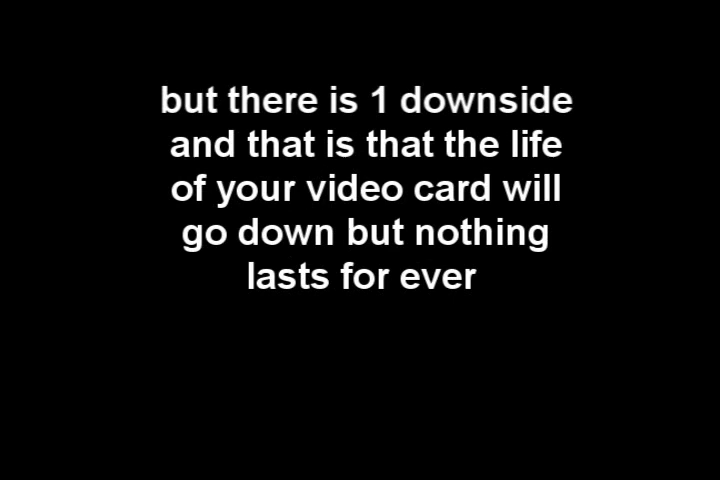 but there is 1 downside
and that is that the life
of your video card will
go down but nothing
lasts for ever